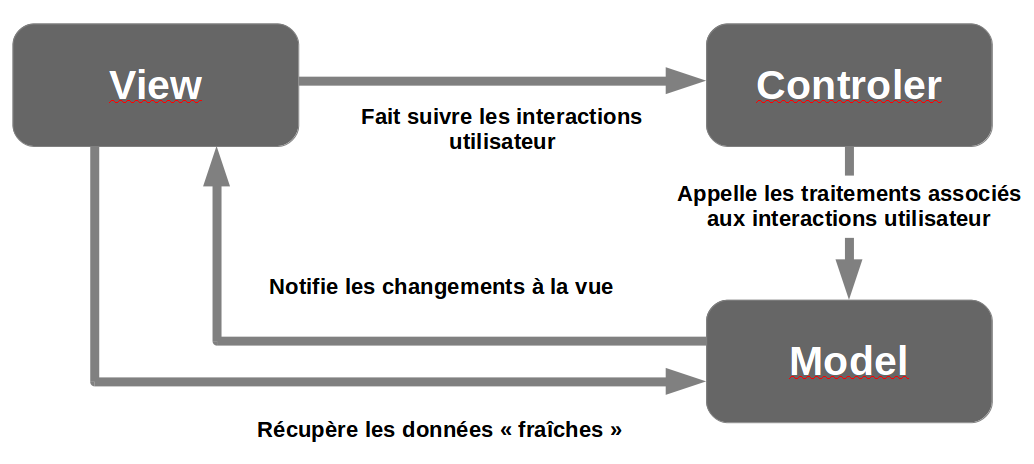 View
Controler
Fait suivre les interactions
utilisateur
Appelle les traitements associés
aux interactions utilisateur
Notifie les changements à la vue
Model
Récupère les données « fraîches »